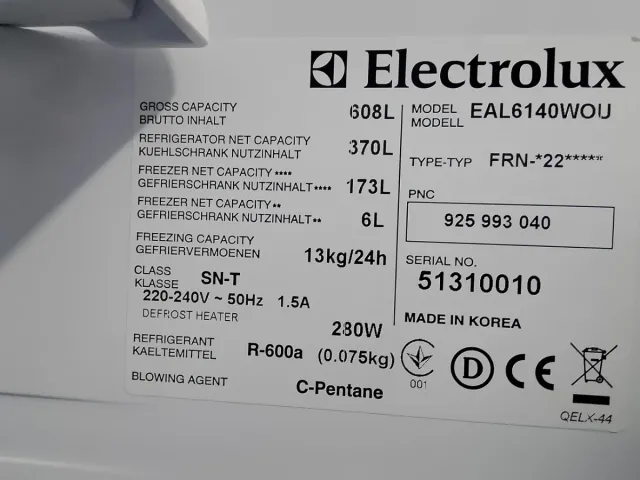 Electrolux
GROSS CAPACITY
BRUTTO INHALT 608L
REFRIGERATOR NET CAPACITY
KUEHLSCHRANK NUTZINHALT 370L
FREEZER NET CAPACITY ****
GEFRIERSCHRANK NUTZINHALT **** 173L
FREEZER NET CAPACITY **
GEFRIERSCHRANK NUTZINHALT ** 6L
FREEZING CAPACITY
GEFRIERVERMOENEN 13kg/24h
CLASS
KLASSE SN-T
220-240V ~ 50Hz 1.5A
DEFROST HEATER 280W
REFRIGERANT
KAELTEMITTEL R-600a (0.075kg)
BLOWING AGENT C-Pentane
MODEL
MODELL EAL6140WOU
TYPE-TYP FRN-*22*****
PNC
925 993 040
SERIAL NO.
51310010
MADE IN KOREA
001
D
CE
QELX-44